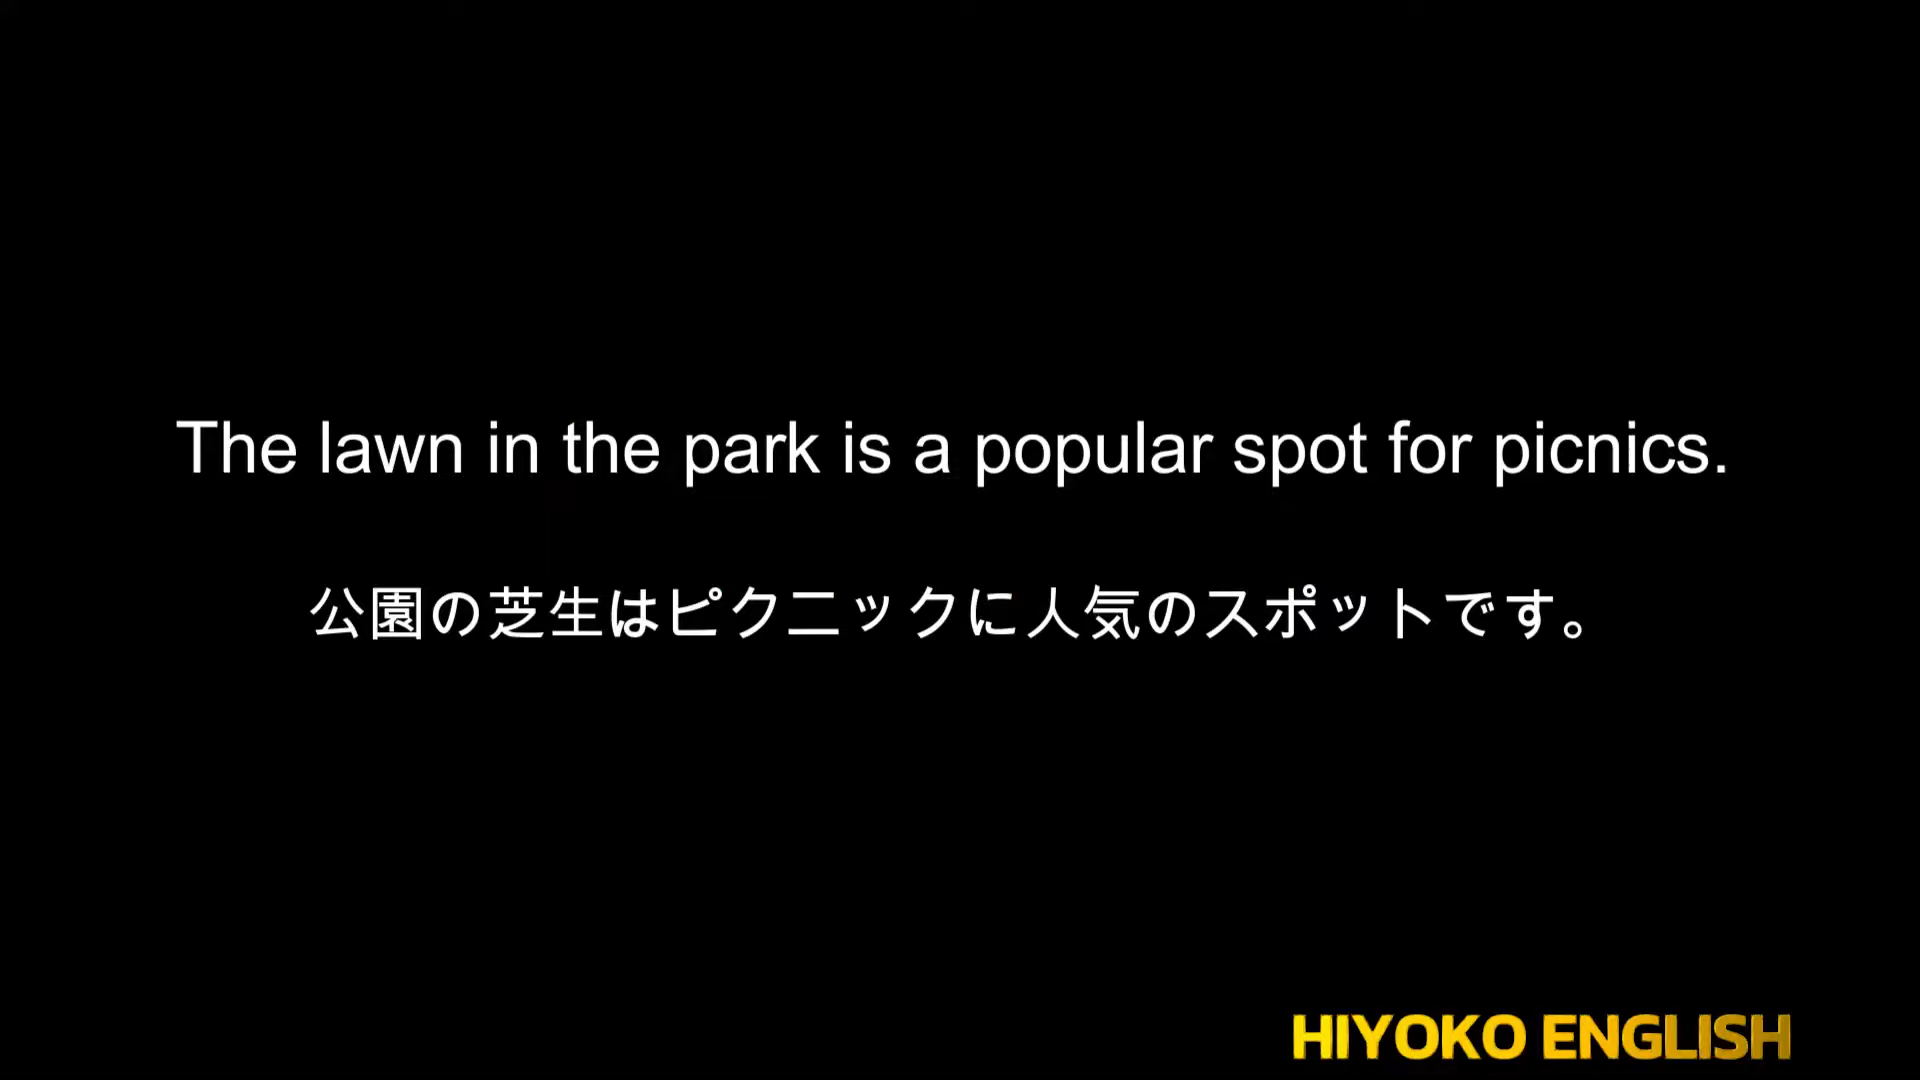 The lawn in the park is a popular spot for picnics.
公園の芝生はピクニックに人気のスポットです。
HIYOKO ENGLISH